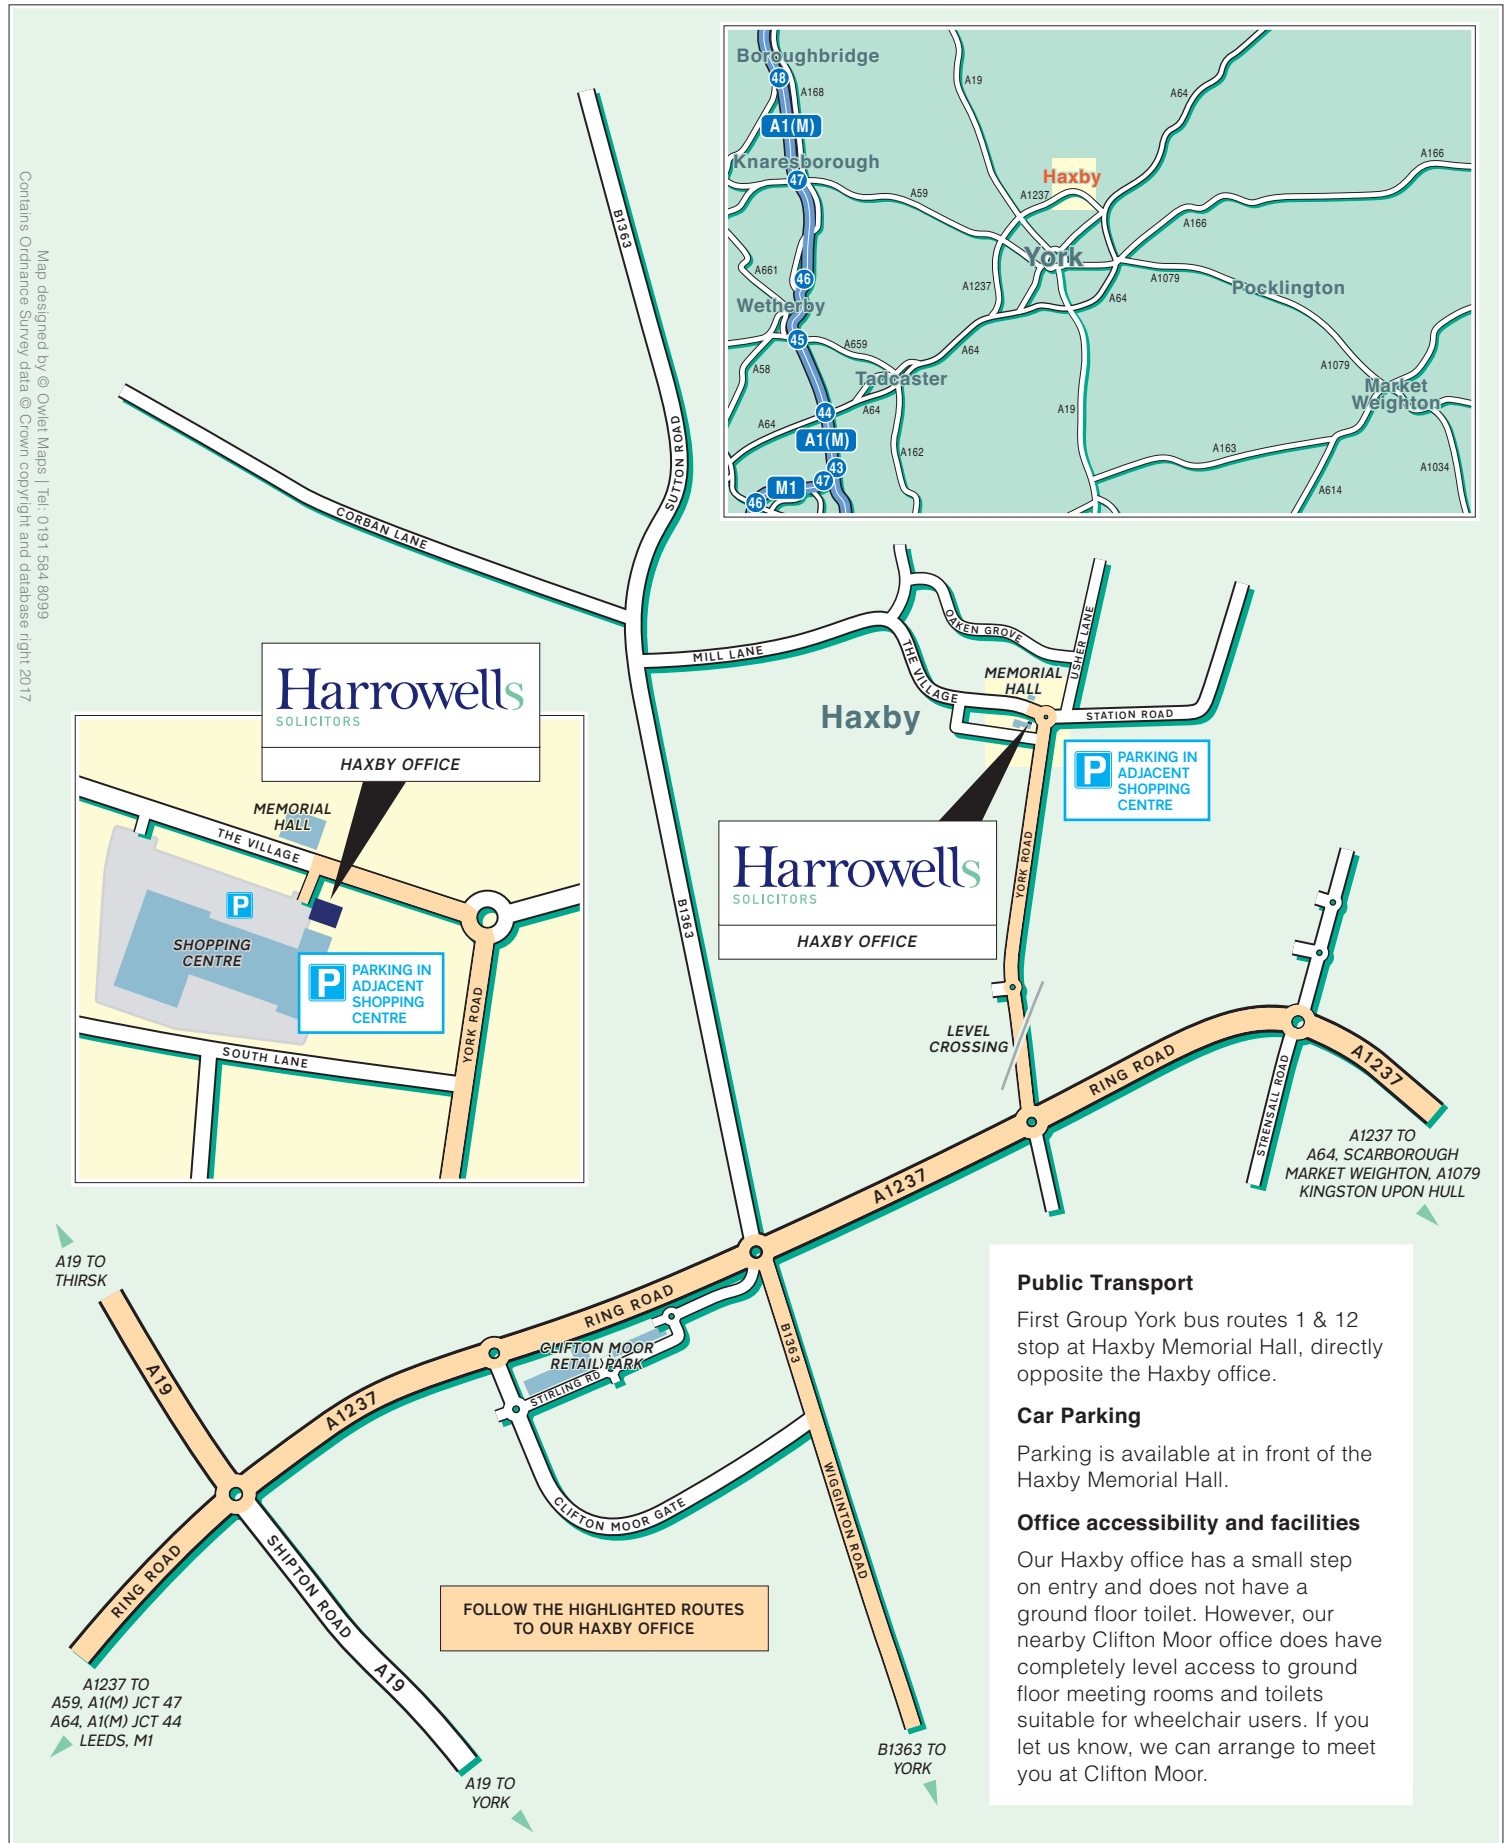 Boroughbridge
48
A168
A1(M)
Knaresborough
47
A59
A19
A64
A166
Haxby
A1237
A166
York
A661
46
A1237
A1079
A64
Pocklington
Wetherby
45
A659
A64
A58
Tadcaster
A1079
Market
Weighton
44
A64
A64
A19
A1(M)
A162
A163
A1034
43
47
M1
46
A614
Map designed by © Owlet Maps | Tel: 0191 584 8099
Contains Ordnance Survey data © Crown copyright and database right 2017
B1363
SUTTON ROAD
CORBAN LANE
MILL LANE
OAKEN GROVE
USHER LANE
THE VILLAGE
MEMORIAL
HALL
STATION ROAD
Haxby
PARKING IN
ADJACENT
SHOPPING
CENTRE
P
Harrowells
SOLICITORS
HAXBY OFFICE
Harrowells
SOLICITORS
HAXBY OFFICE
MEMORIAL
HALL
THE VILLAGE
P
SHOPPING
CENTRE
P
PARKING IN
ADJACENT
SHOPPING
CENTRE
YORK ROAD
SOUTH LANE
B1363
YORK ROAD
LEVEL
CROSSING
RING ROAD
STRENSALL ROAD
A1237
A1237 TO
A64, SCARBOROUGH
MARKET WEIGHTON, A1079
KINGSTON UPON HULL
A1237
A19 TO
THIRSK
A19
RING ROAD
CLIFTON MOOR
RETAIL PARK
STIRLING RD
B1363
A1237
CLIFTON MOOR GATE
WIGGINTON ROAD
RING ROAD
SHIPTON ROAD
A19
A1237 TO
A59, A1(M) JCT 47
A64, A1(M) JCT 44
LEEDS, M1
A19 TO
YORK
B1363 TO
YORK
FOLLOW THE HIGHLIGHTED ROUTES
TO OUR HAXBY OFFICE
Public Transport
First Group York bus routes 1 & 12
stop at Haxby Memorial Hall, directly
opposite the Haxby office.
Car Parking
Parking is available at in front of the
Haxby Memorial Hall.
Office accessibility and facilities
Our Haxby office has a small step
on entry and does not have a
ground floor toilet. However, our
nearby Clifton Moor office does have
completely level access to ground
floor meeting rooms and toilets
suitable for wheelchair users. If you
let us know, we can arrange to meet
you at Clifton Moor.